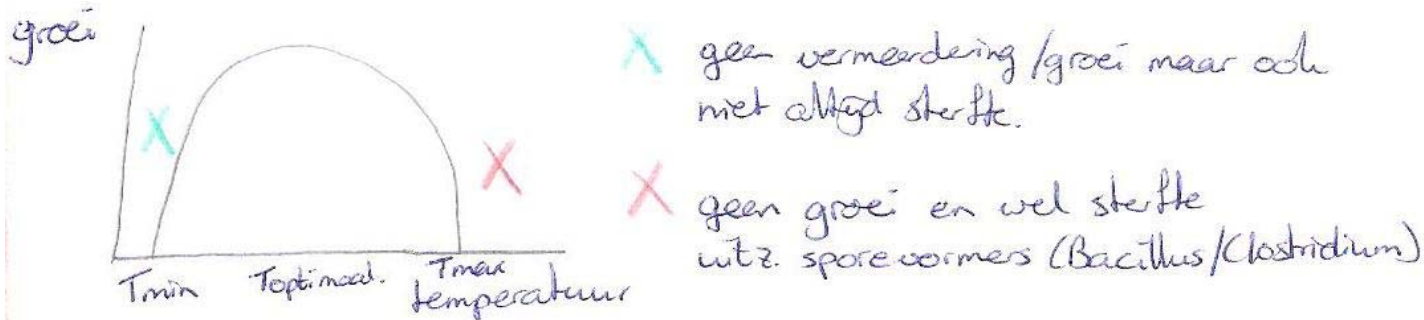 groei
X geen vermeerdering/groei maar ook
niet altijd sterfte.
X geen groei en wel sterfte
uitz. sporevormers (Bacillus/Clostridium)
Tmin Toptimaal. Tmax
temperatuur